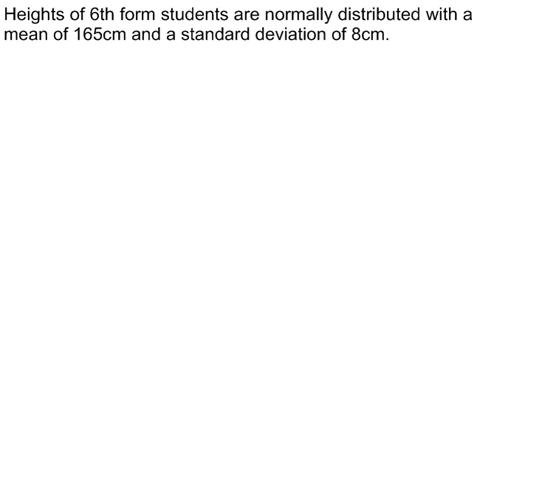 Heights of 6th form students are normally distributed with a
mean of 165cm and a standard deviation of 8cm.